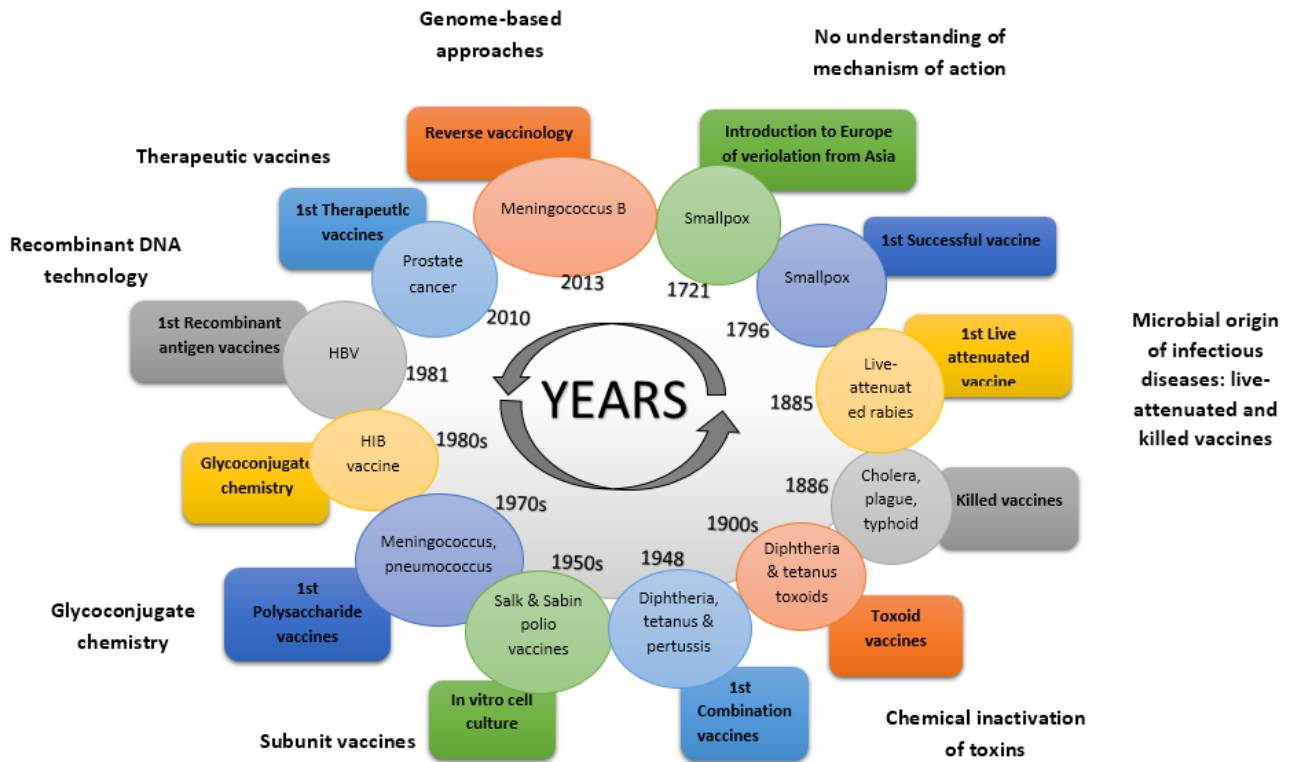 Genome-based
approaches
No understanding of
mechanism of action
Reverse vaccinology
Meningococcus B
2013
Introduction to Europe
of veriolation from Asia
Smallpox
1721
1st Successful vaccine
Smallpox
1796
Microbial origin
of infectious
diseases: live-
attenuated and
killed vaccines
1st Live
attenuated
vaccine
Live-
attenuat
ed rabies
1885
Killed vaccines
Cholera,
plague,
typhoid
1886
Toxoid
vaccines
Diphtheria
& tetanus
toxoids
1900s
Chemical inactivation
of toxins
1st
Combination
vaccines
Diphtheria,
tetanus &
pertussis
1948
In vitro cell
culture
Salk & Sabin
polio
vaccines
1950s
Subunit vaccines
1st
Polysaccharide
vaccines
Meningococcus,
pneumococcus
1970s
Glycoconjugate
chemistry
Glycoconjugate
chemistry
HIB
vaccine
1980s
Recombinant DNA
technology
1st Recombinant
antigen vaccines
HBV
1981
Therapeutic vaccines
1st Therapeutic
vaccines
Prostate
cancer
2010
YEARS